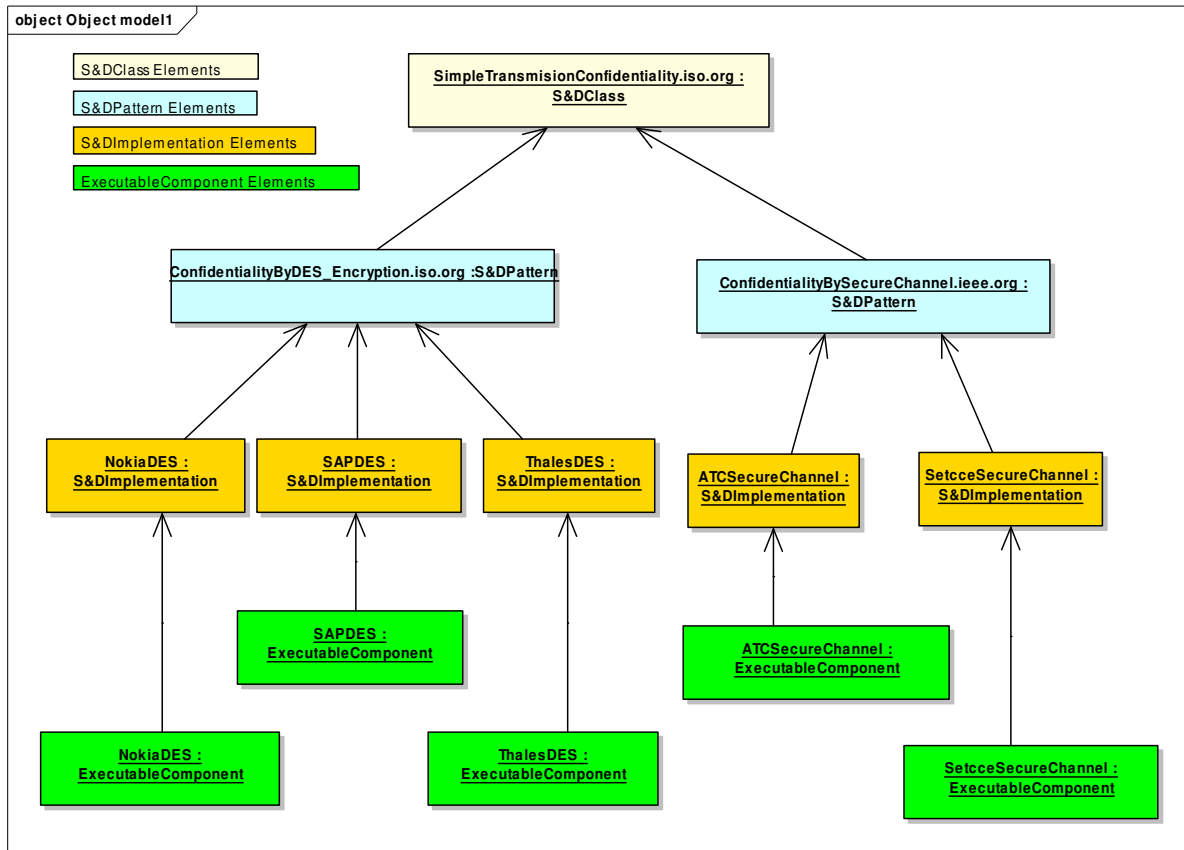 object Object model1
S&DClass Elements
S&DPattern Elements
S&DImplementation Elements
ExecutableComponent Elements
SimpleTransmisionConfidentiality.iso.org :
S&DClass
ConfidentialityByDES_Encryption.iso.org :S&DPattern
ConfidentialityBySecureChannel.ieee.org :
S&DPattern
NokiaDES :
S&DImplementation
SAPDES :
S&DImplementation
ThalesDES :
S&DImplementation
ATCSecureChannel :
S&DImplementation
SetcceSecureChannel :
S&DImplementation
SAPDES :
ExecutableComponent
ATCSecureChannel :
ExecutableComponent
NokiaDES :
ExecutableComponent
ThalesDES :
ExecutableComponent
SetcceSecureChannel :
ExecutableComponent